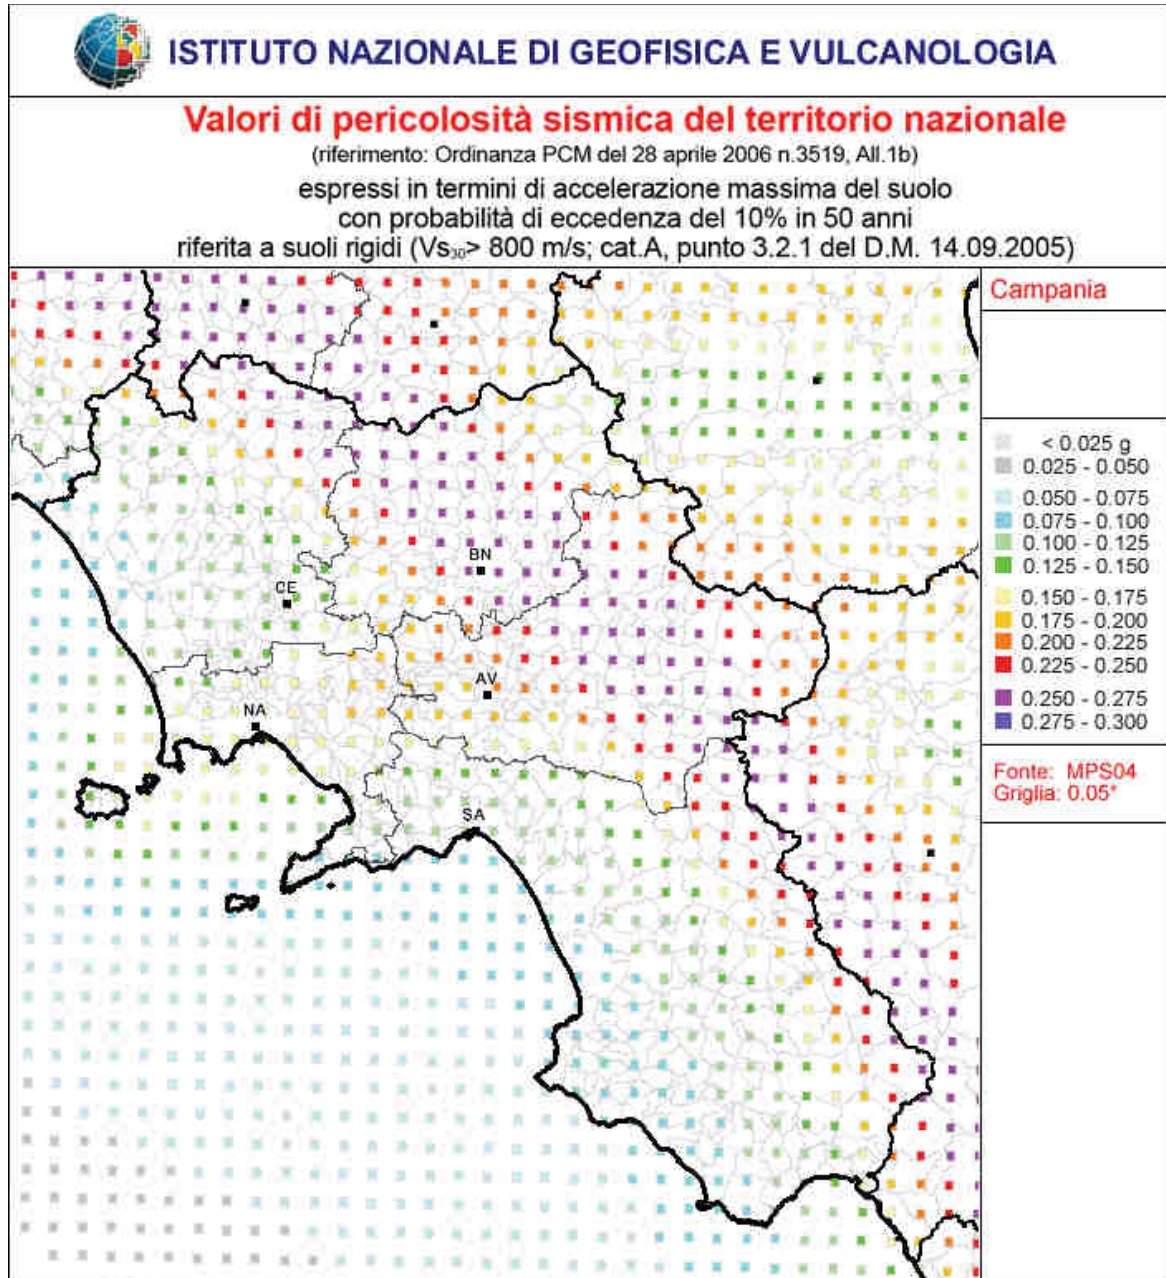 ISTITUTO NAZIONALE DI GEOFISICA E VULCANOLOGIA
Valori di pericolosità sismica del territorio nazionale
(riferimento: Ordinanza PCM del 28 aprile 2006 n.3519, All.1b)
espressi in termini di accelerazione massima del suolo
con probabilità di eccedenza del 10% in 50 anni
riferita a suoli rigidi (Vs₃₀> 800 m/s; cat.A, punto 3.2.1 del D.M. 14.09.2005)
Campania
< 0.025 g
0.025 - 0.050
0.050 - 0.075
0.075 - 0.100
0.100 - 0.125
0.125 - 0.150
0.150 - 0.175
0.175 - 0.200
0.200 - 0.225
0.225 - 0.250
0.250 - 0.275
0.275 - 0.300
Fonte: MPS04
Griglia: 0.05°
BN
CE
AV
NA
SA